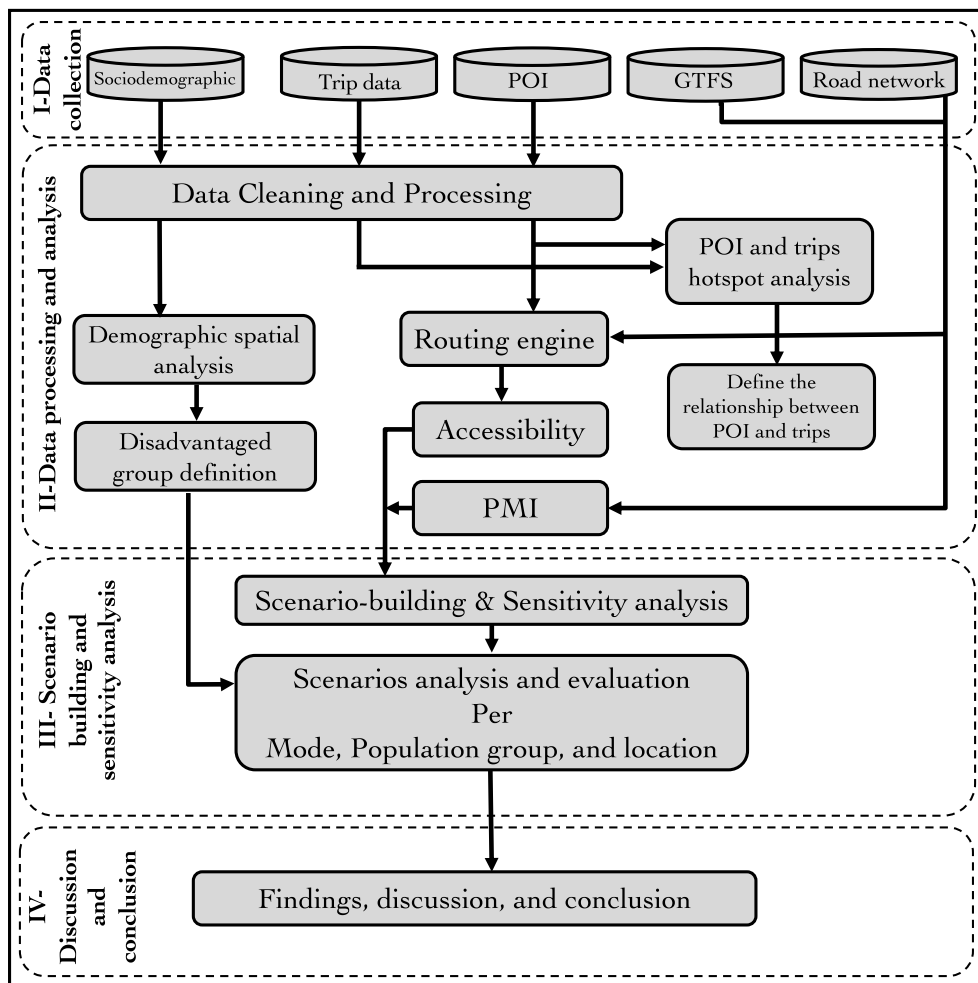 I-Data
collection
Sociodemographic
Trip data
POI
GTFS
Road network
II-Data processing and analysis
Data Cleaning and Processing
POI and trips
hotspot analysis
Demographic spatial
analysis
Routing engine
Define the
relationship between
POI and trips
Accessibility
Disadvantaged
group definition
PMI
III- Scenario
building and
sensitivity analysis
Scenario-building & Sensitivity analysis
Scenarios analysis and evaluation
Per
Mode, Population group, and location
IV-
Discussion
and
conclusion
Findings, discussion, and conclusion